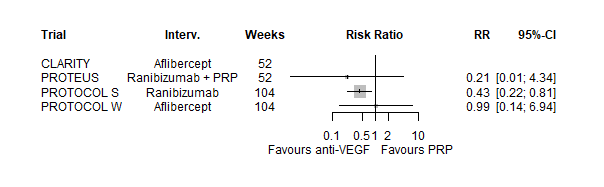 Trial Interv. Weeks Risk Ratio RR 95%-CI
CLARITY Aflibercept 52
PROTEUS Ranibizumab + PRP 52 0.21 [0.01; 4.34]
PROTOCOL S Ranibizumab 104 0.43 [0.22; 0.81]
PROTOCOL W Aflibercept 104 0.99 [0.14; 6.94]
0.1 0.5 1 2 10
Favours anti-VEGF Favours PRP